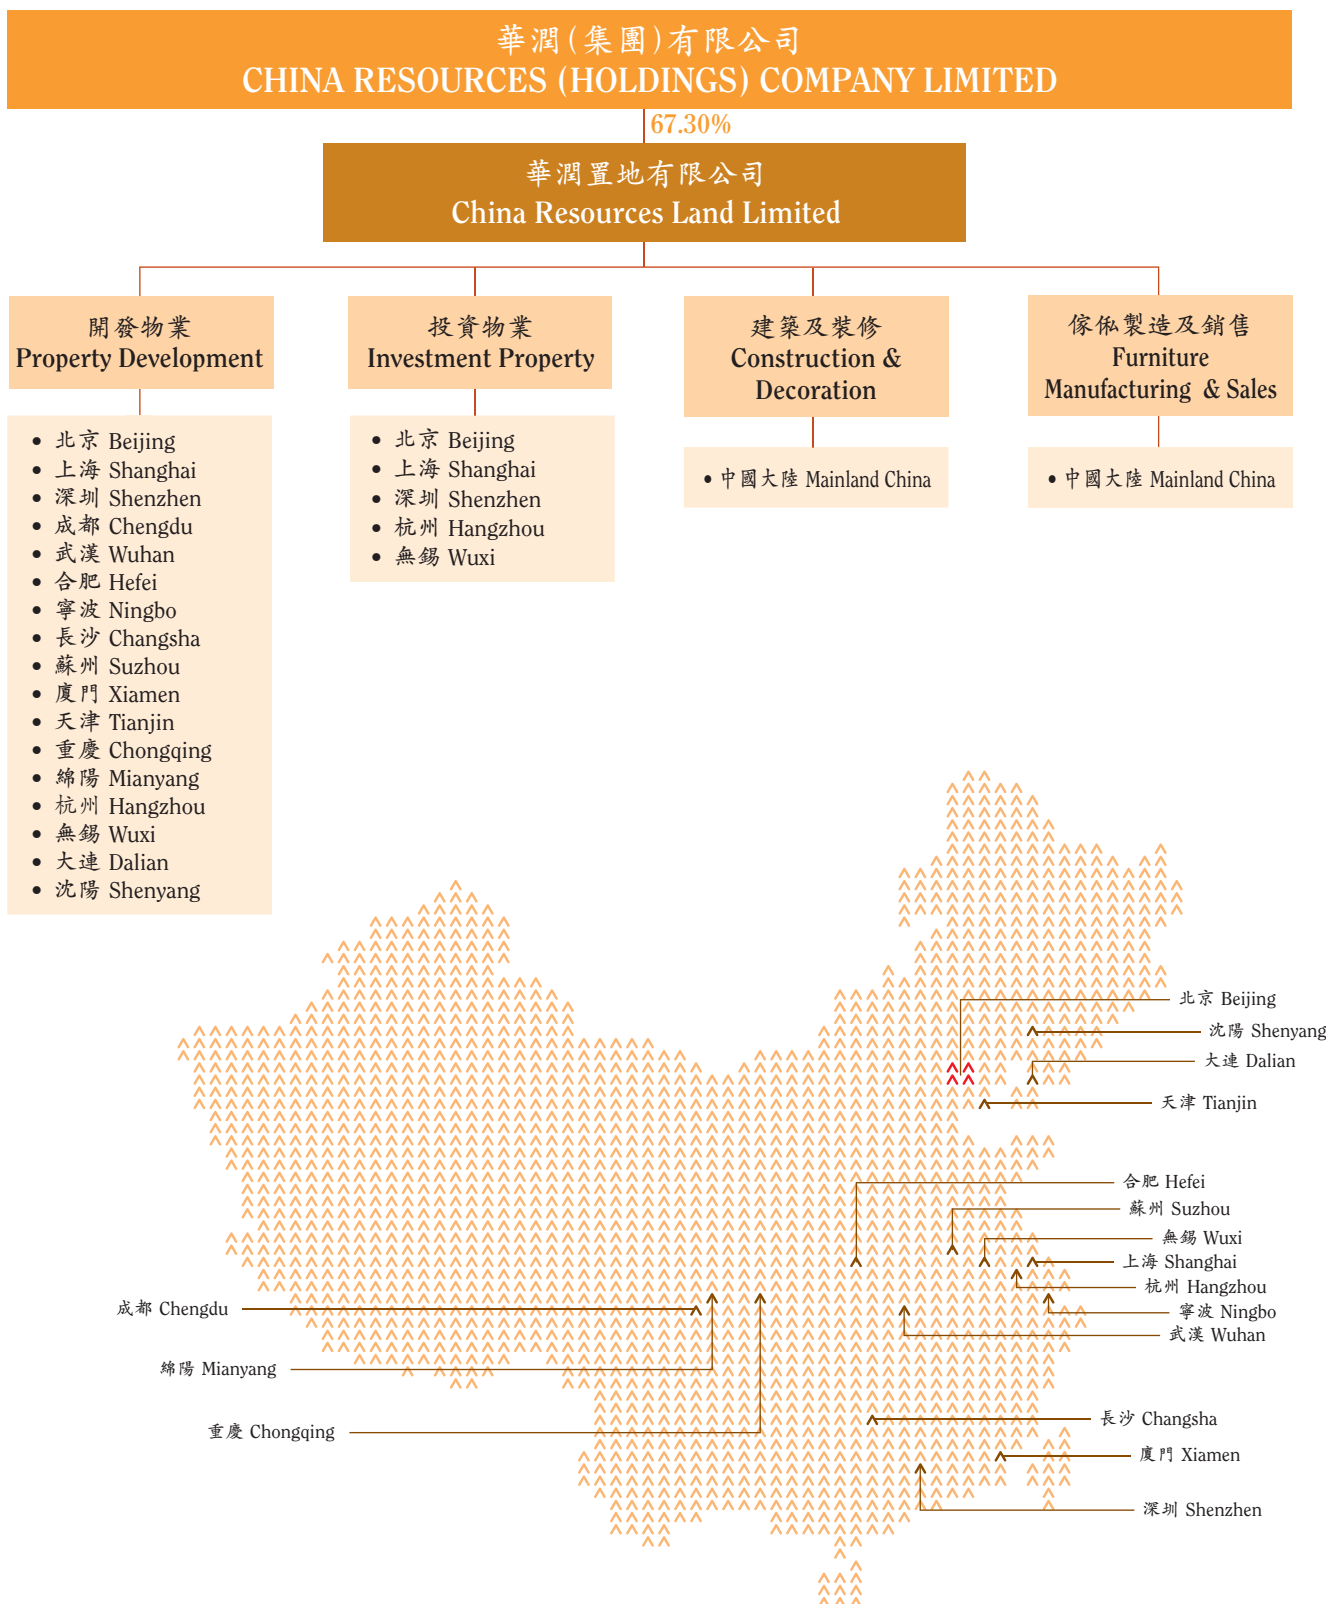 華潤(集團)有限公司
CHINA RESOURCES (HOLDINGS) COMPANY LIMITED
67.30%
華潤置地有限公司
China Resources Land Limited
開發物業
Property Development
• 北京 Beijing
• 上海 Shanghai
• 深圳 Shenzhen
• 成都 Chengdu
• 武漢 Wuhan
• 合肥 Hefei
• 寧波 Ningbo
• 長沙 Changsha
• 蘇州 Suzhou
• 廈門 Xiamen
• 天津 Tianjin
• 重慶 Chongqing
• 綿陽 Mianyang
• 杭州 Hangzhou
• 無錫 Wuxi
• 大連 Dalian
• 沈陽 Shenyang
投資物業
Investment Property
• 北京 Beijing
• 上海 Shanghai
• 深圳 Shenzhen
• 杭州 Hangzhou
• 無錫 Wuxi
建築及裝修
Construction &
Decoration
• 中國大陸 Mainland China
傢俬製造及銷售
Furniture
Manufacturing & Sales
• 中國大陸 Mainland China
北京 Beijing
沈陽 Shenyang
大連 Dalian
天津 Tianjin
合肥 Hefei
蘇州 Suzhou
無錫 Wuxi
上海 Shanghai
杭州 Hangzhou
成都 Chengdu
寧波 Ningbo
武漢 Wuhan
綿陽 Mianyang
長沙 Changsha
重慶 Chongqing
廈門 Xiamen
深圳 Shenzhen